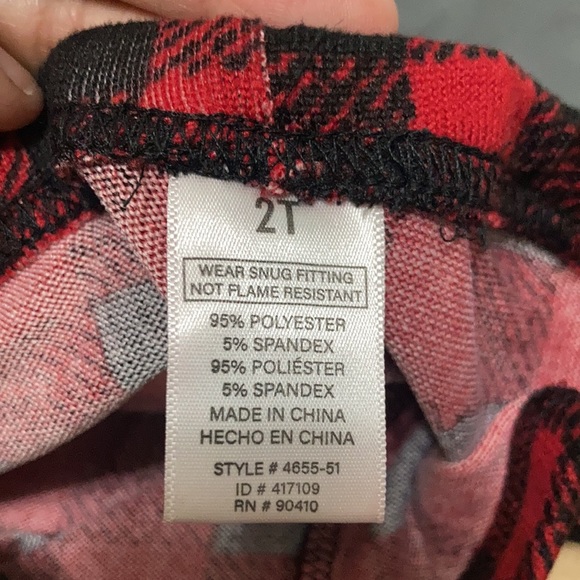 2T
WEAR SNUG FITTING
NOT FLAME RESISTANT
95% POLYESTER
5% SPANDEX
95% POLIÉSTER
5% SPANDEX
MADE IN CHINA
HECHO EN CHINA
STYLE # 4655-51
ID # 417109
RN # 90410